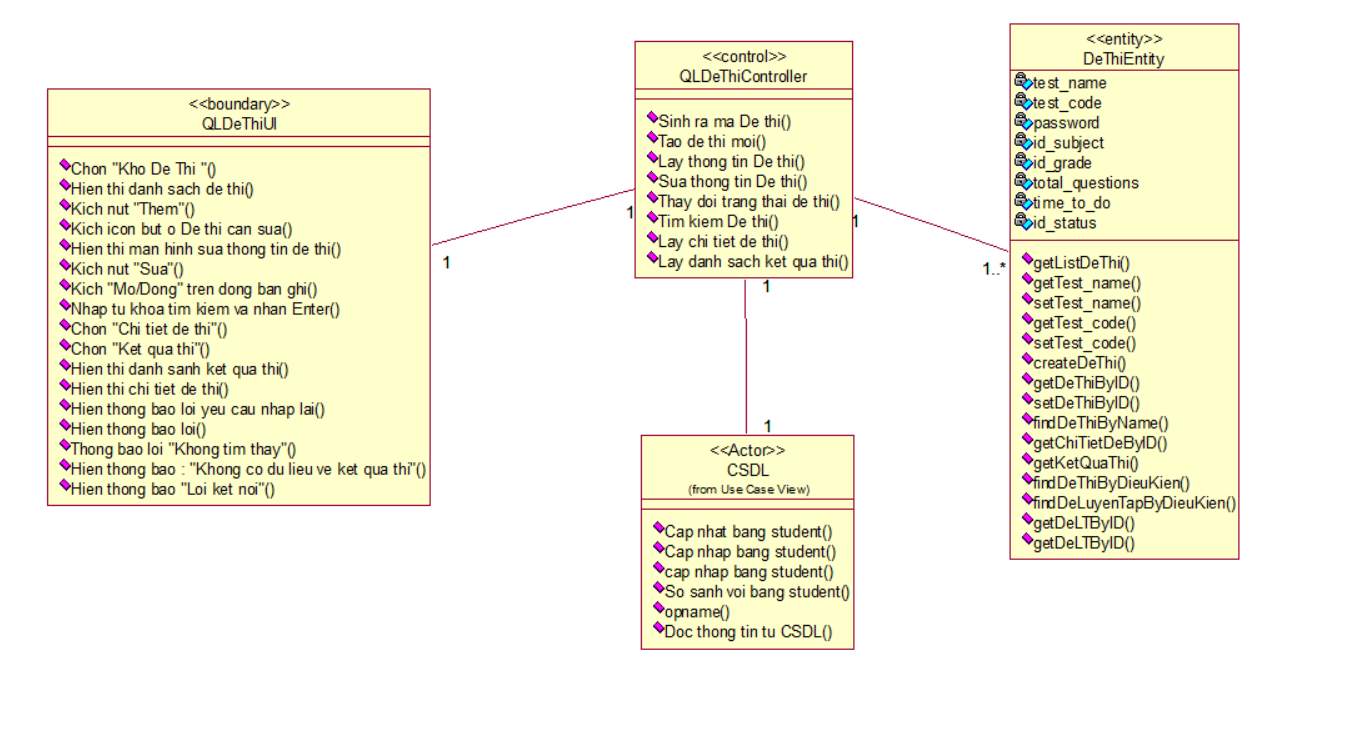 <<boundary>>
QLDeThiUI
Chon "Kho De Thi "()
Hien thi danh sach de thi()
Kich nut "Them"()
Kich icon but o De thi can sua()
Hien thi man hinh sua thong tin de thi()
Kich nut "Sua"()
Kich "Mo/Dong" tren dong ban ghi()
Nhap tu khoa tim kiem va nhan Enter()
Chon "Chi tiet de thi"()
Chon "Ket qua thi"()
Hien thi danh sanh ket qua thi()
Hien thi chi tiet de thi()
Hien thong bao loi yeu cau nhap lai()
Hien thong bao loi()
Thong bao loi "Khong tim thay"()
Hien thong bao : "Khong co du lieu ve ket qua thi"()
Hien thong bao "Loi ket noi"()
1
1
<<control>>
QLDeThiController
Sinh ra ma De thi()
Tao de thi moi()
Lay thong tin De thi()
Sua thong tin De thi()
Thay doi trang thai de thi()
Tim kiem De thi()
Lay chi tiet de thi()
Lay danh sach ket qua thi()
1
1
<<Actor>>
CSDL
(from Use Case View)
Cap nhat bang student()
Cap nhap bang student()
cap nhap bang student()
So sanh voi bang student()
opname()
Doc thong tin tu CSDL()
1
1..*
<<entity>>
DeThiEntity
test_name
test_code
password
id_subject
id_grade
total_questions
time_to_do
id_status
getListDeThi()
getTest_name()
setTest_name()
getTest_code()
setTest_code()
createDeThi()
getDeThiByID()
setDeThiByID()
findDeThiByName()
getChiTietDeByID()
getKetQuaThi()
findDeThiByDieuKien()
findDeLuyenTapByDieuKien()
getDeLTByID()
getDeLTByID()